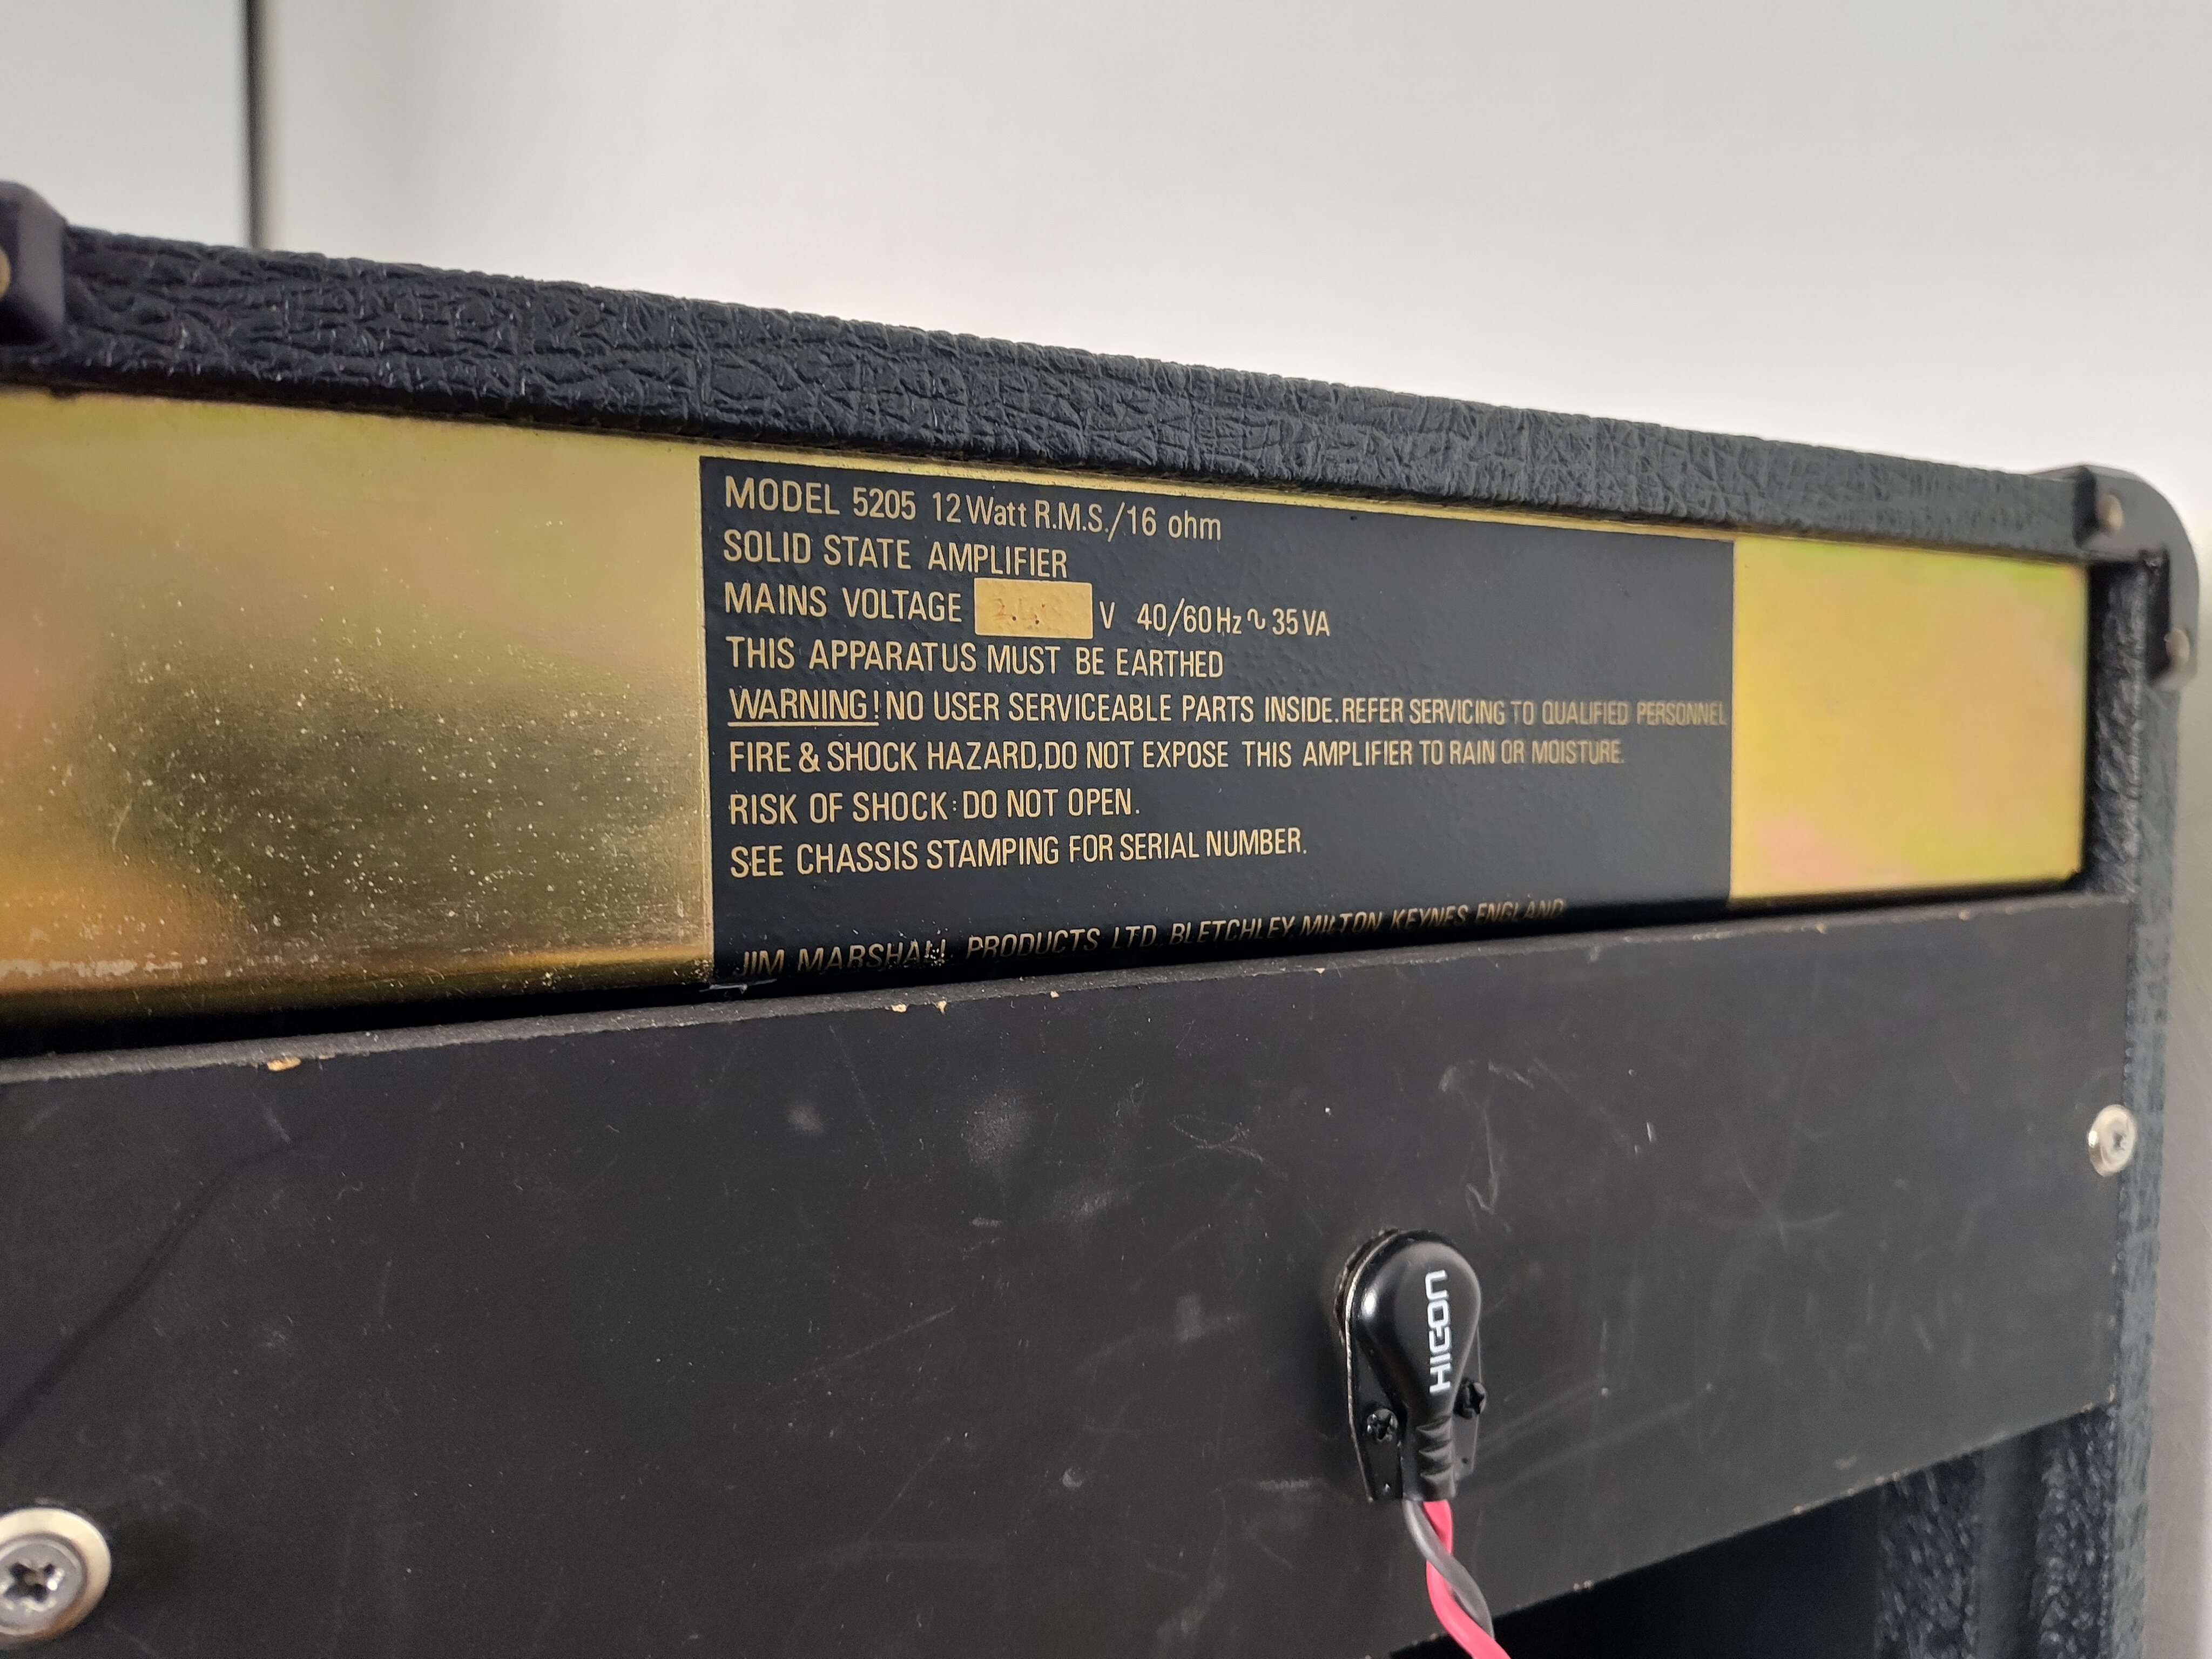 MODEL 5205 12 Watt R.M.S./16 ohm
SOLID STATE AMPLIFIER
MAINS VOLTAGE V 40/60 Hz ∿ 35 VA
THIS APPARATUS MUST BE EARTHED
WARNING! NO USER SERVICEABLE PARTS INSIDE. REFER SERVICING TO QUALIFIED PERSONNEL
FIRE & SHOCK HAZARD, DO NOT EXPOSE THIS AMPLIFIER TO RAIN OR MOISTURE.
RISK OF SHOCK: DO NOT OPEN.
SEE CHASSIS STAMPING FOR SERIAL NUMBER.
JIM MARSHALL PRODUCTS LTD. BLETCHLEY, MILTON KEYNES ENGLAND
HIGON